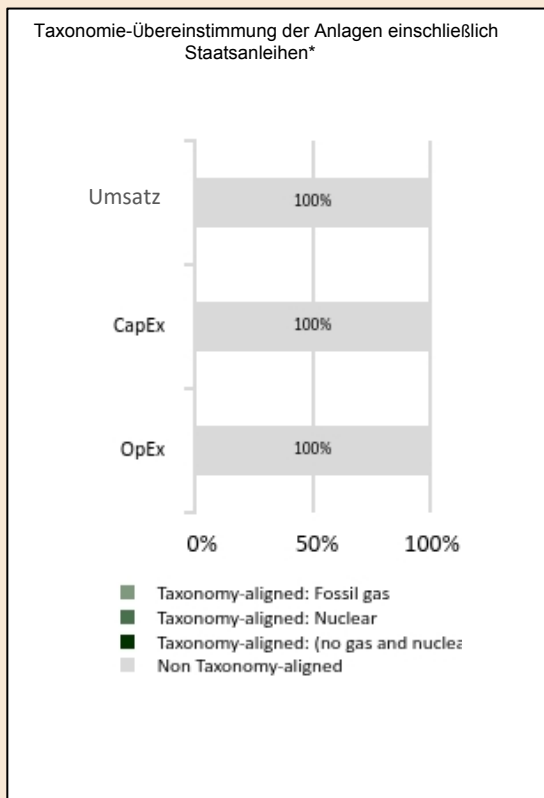 Taxonomie-Übereinstimmung der Anlagen einschließlich
Staatsanleihen*
Umsatz
100%
CapEx
100%
OpEx
100%
0% 50% 100%
Taxonomy-aligned: Fossil gas
Taxonomy-aligned: Nuclear
Taxonomy-aligned: (no gas and nuclea
Non Taxonomy-aligned